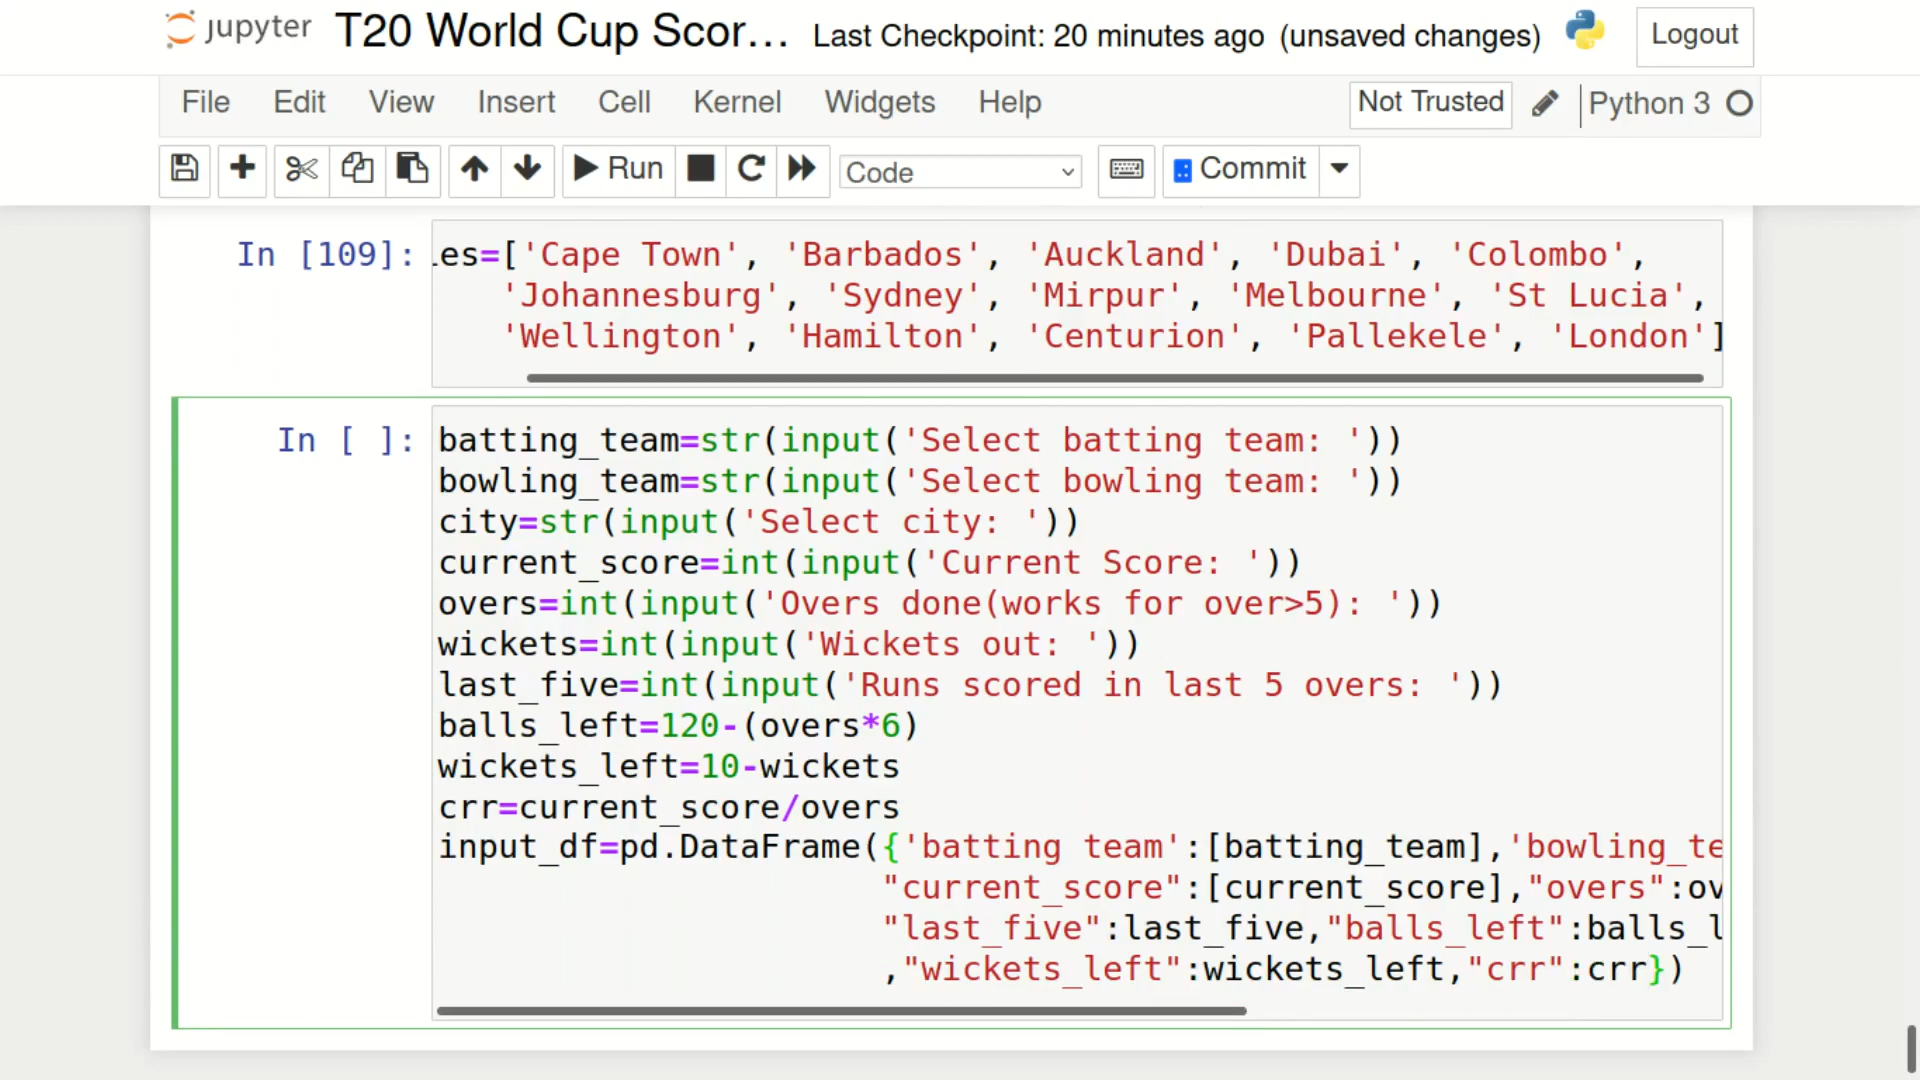 jupyter T20 World Cup Scor... Last Checkpoint: 20 minutes ago (unsaved changes) Logout
File Edit View Insert Cell Kernel Widgets Help Not Trusted Python 3
Run Code Commit
In [109]: es=['Cape Town', 'Barbados', 'Auckland', 'Dubai', 'Colombo',
'Johannesburg', 'Sydney', 'Mirpur', 'Melbourne', 'St Lucia',
'Wellington', 'Hamilton', 'Centurion', 'Pallekele', 'London']
In [ ]: batting_team=str(input('Select batting team: '))
bowling_team=str(input('Select bowling team: '))
city=str(input('Select city: '))
current_score=int(input('Current Score: '))
overs=int(input('Overs done(works for over>5): '))
wickets=int(input('Wickets out: '))
last_five=int(input('Runs scored in last 5 overs: '))
balls_left=120-(overs*6)
wickets_left=10-wickets
crr=current_score/overs
input_df=pd.DataFrame({'batting team':[batting_team],'bowling_te
"current_score":[current_score],"overs":ov
"last_five":last_five,"balls_left":balls_l
,"wickets_left":wickets_left,"crr":crr})